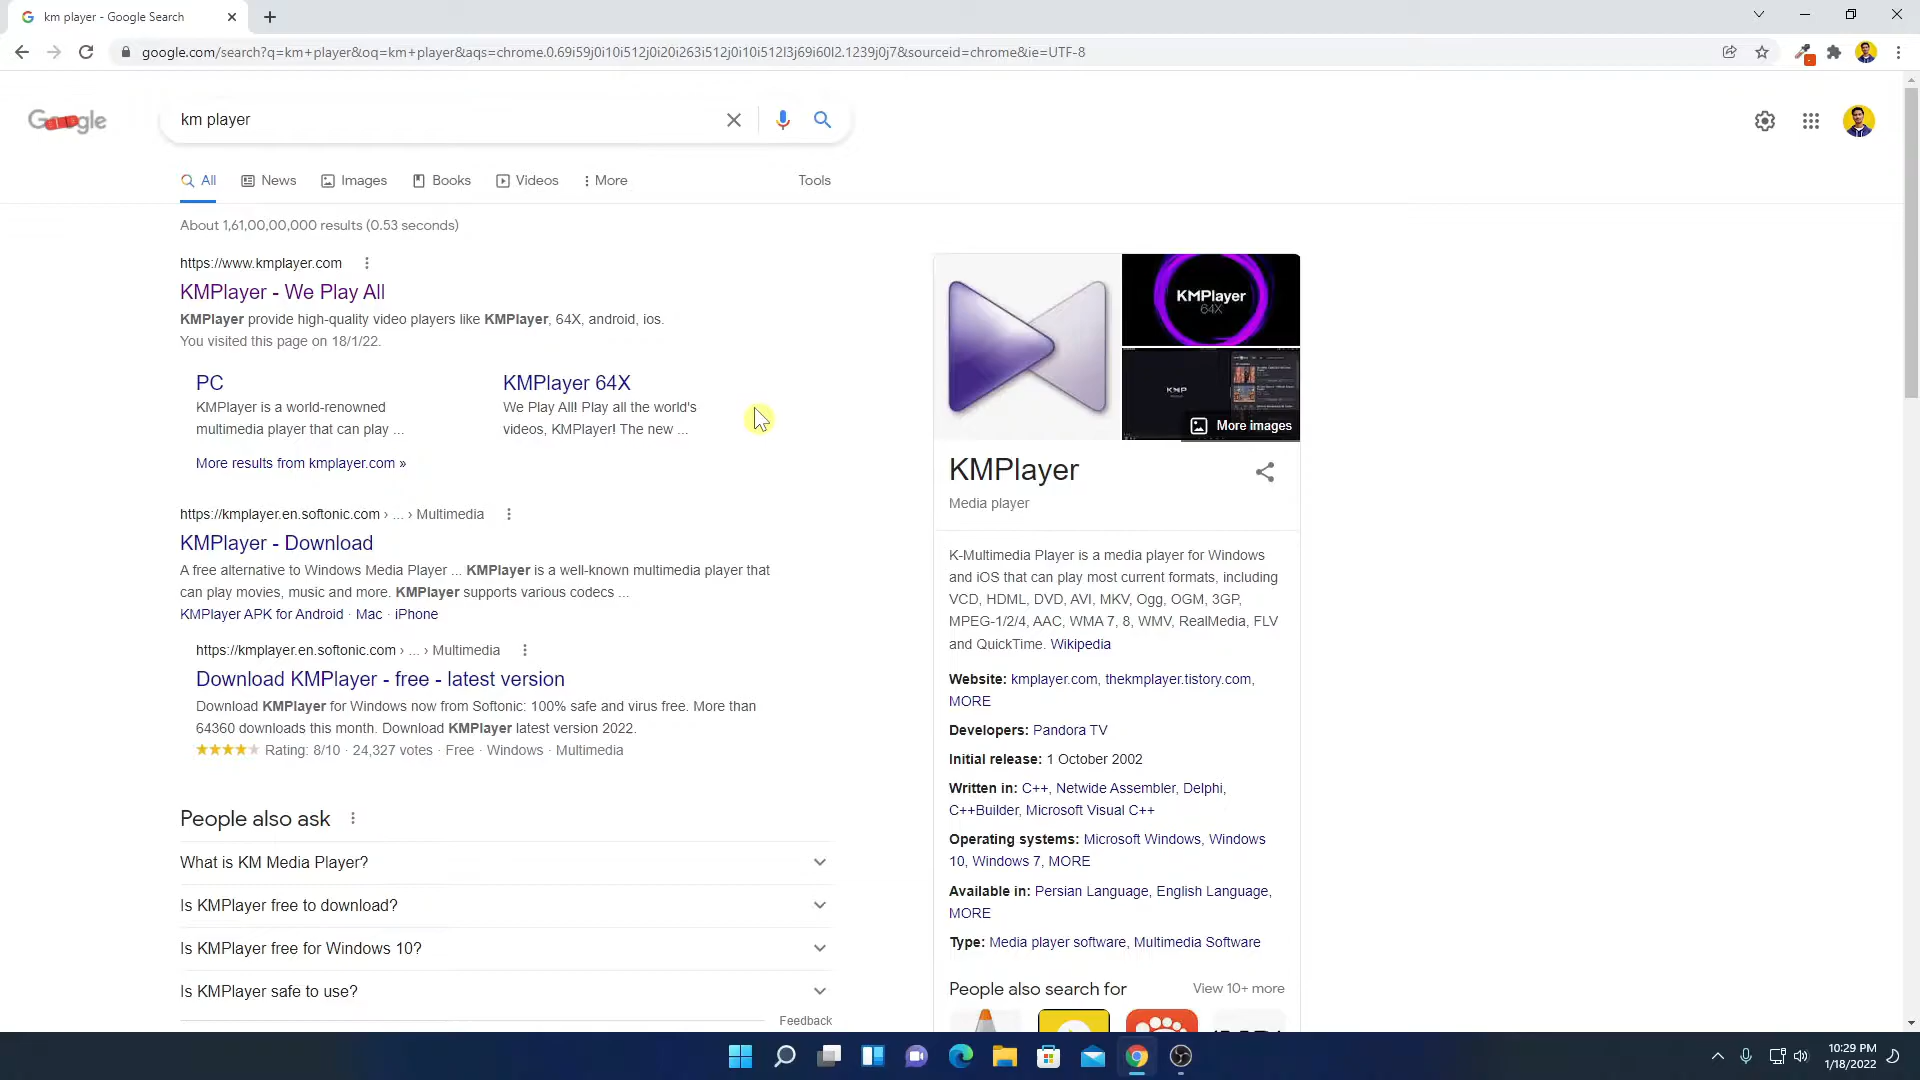 km player - Google Search
google.com/search?q=km+player&oq=km+player&aqs=chrome.0.69i59j0i10i512j0i20i263i512j0i10i512l3j69i60l2.1239j0j7&sourceid=chrome&ie=UTF-8
Google
km player
All News Images Books Videos More Tools
About 1,61,00,00,000 results (0.53 seconds)
https://www.kmplayer.com
KMPlayer - We Play All
KMPlayer provide high-quality video players like KMPlayer, 64X, android, ios.
You visited this page on 18/1/22.
PC
KMPlayer is a world-renowned
multimedia player that can play ...
KMPlayer 64X
We Play All! Play all the world's
videos, KMPlayer! The new ...
More results from kmplayer.com »
https://kmplayer.en.softonic.com › ... › Multimedia
KMPlayer - Download
A free alternative to Windows Media Player ... KMPlayer is a well-known multimedia player that
can play movies, music and more. KMPlayer supports various codecs ...
KMPlayer APK for Android · Mac · iPhone
https://kmplayer.en.softonic.com › ... › Multimedia
Download KMPlayer - free - latest version
Download KMPlayer for Windows now from Softonic: 100% safe and virus free. More than
64360 downloads this month. Download KMPlayer latest version 2022.
Rating: 8/10 · 24,327 votes · Free · Windows · Multimedia
People also ask
What is KM Media Player?
Is KMPlayer free to download?
Is KMPlayer free for Windows 10?
Is KMPlayer safe to use?
Feedback
KMPlayer
64X
KMP
More images
KMPlayer
Media player
K-Multimedia Player is a media player for Windows
and iOS that can play most current formats, including
VCD, HDML, DVD, AVI, MKV, Ogg, OGM, 3GP,
MPEG-1/2/4, AAC, WMA 7, 8, WMV, RealMedia, FLV
and QuickTime. Wikipedia
Website: kmplayer.com, thekmplayer.tistory.com,
MORE
Developers: Pandora TV
Initial release: 1 October 2002
Written in: C++, Netwide Assembler, Delphi,
C++Builder, Microsoft Visual C++
Operating systems: Microsoft Windows, Windows
10, Windows 7, MORE
Available in: Persian Language, English Language,
MORE
Type: Media player software, Multimedia Software
People also search for View 10+ more
10:29 PM
1/18/2022